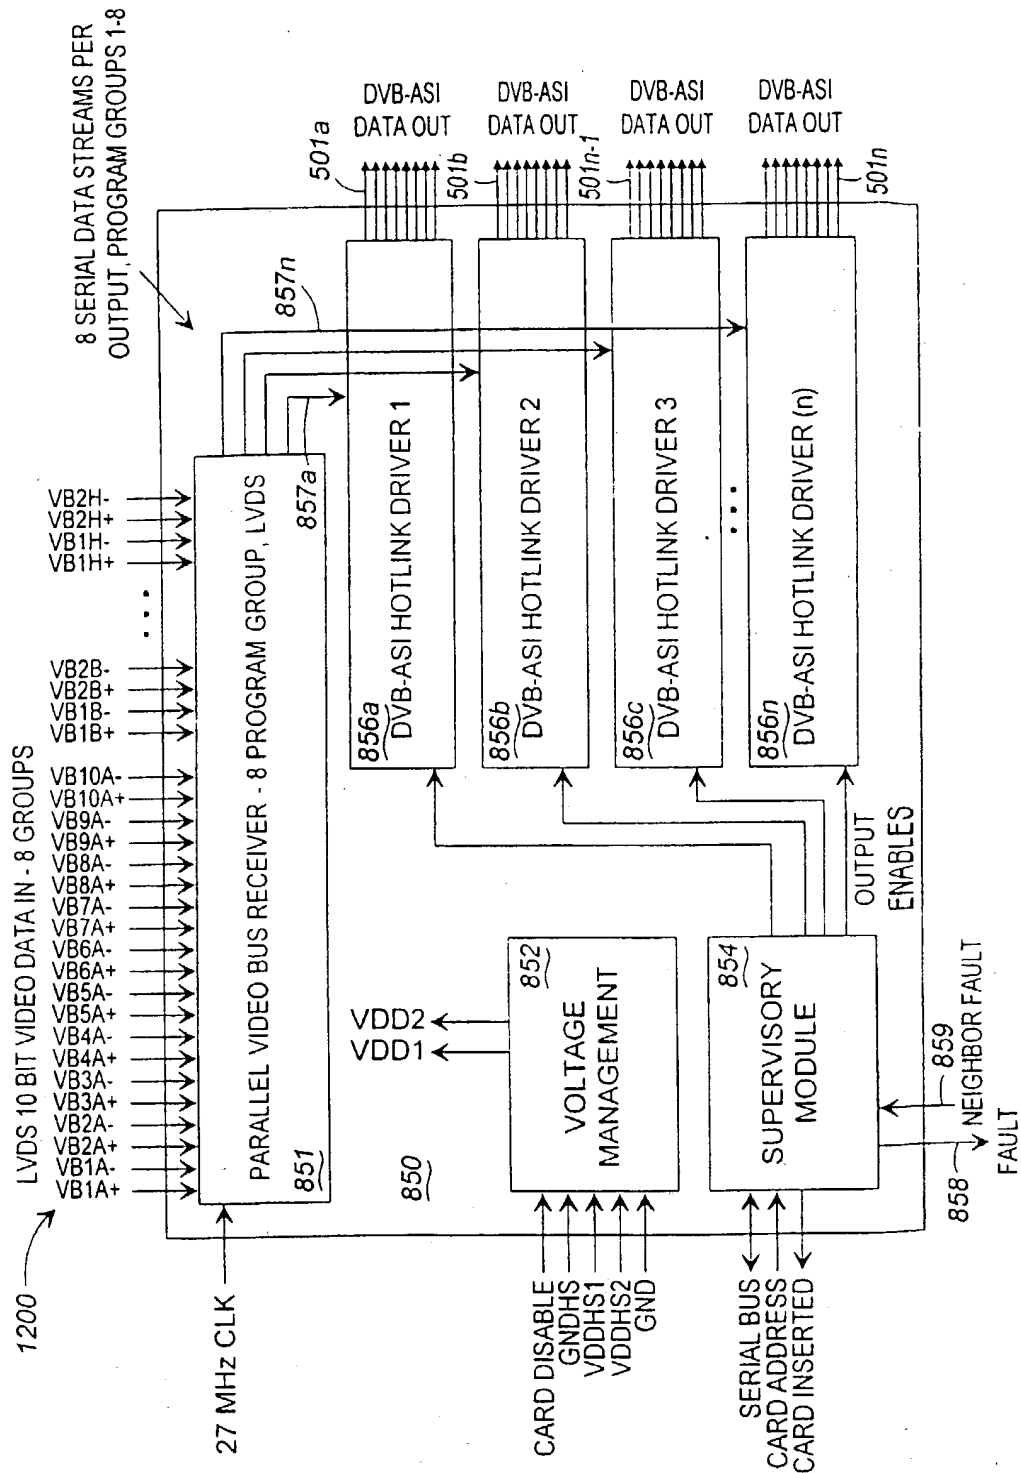 8 SERIAL DATA STREAMS PER
OUTPUT, PROGRAM GROUPS 1-8
LVDS 10 BIT VIDEO DATA IN - 8 GROUPS
1200
VB1A+
VB1A-
VB2A+
VB2A-
VB3A+
VB3A-
VB4A+
VB4A-
VB5A+
VB5A-
VB6A+
VB6A-
VB7A+
VB7A-
VB8A+
VB8A-
VB9A+
VB9A-
VB10A+
VB10A-
VB1B+
VB1B-
VB2B+
VB2B-
...
VB1H+
VB1H-
VB2H+
VB2H-
27 MHz CLK
PARALLEL VIDEO BUS RECEIVER - 8 PROGRAM GROUP, LVDS
851
857a
857n
850
VDD1
VDD2
856a
DVB-ASI HOTLINK DRIVER 1
501a
DVB-ASI
DATA OUT
856b
DVB-ASI HOTLINK DRIVER 2
501b
DVB-ASI
DATA OUT
856c
DVB-ASI HOTLINK DRIVER 3
501n-1
DVB-ASI
DATA OUT
...
856n
DVB-ASI HOTLINK DRIVER (n)
501n
DVB-ASI
DATA OUT
CARD DISABLE
GNDHS
VDDHS1
VDDHS2
GND
852
VOLTAGE
MANAGEMENT
SERIAL BUS
CARD ADDRESS
CARD INSERTED
854
SUPERVISORY
MODULE
OUTPUT
ENABLES
858
859
NEIGHBOR FAULT
FAULT